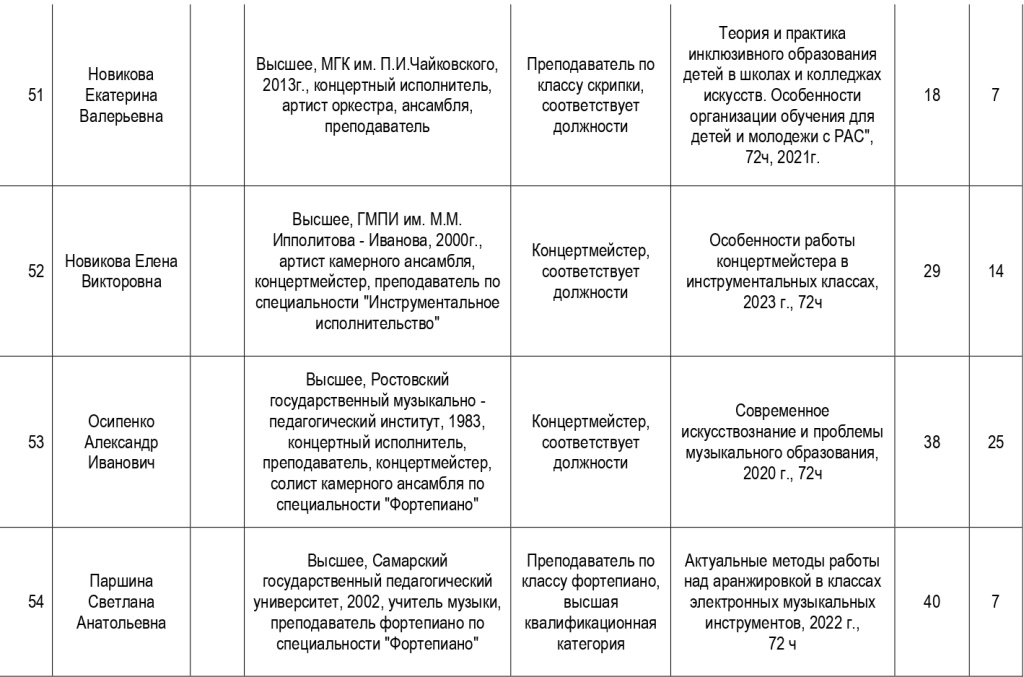 51
Новикова
Екатерина
Валерьевна
Высшее, МГК им. П.И.Чайковского,
2013г., концертный исполнитель,
артист оркестра, ансамбля,
преподаватель
Преподаватель по
классу скрипки,
соответствует
должности
Теория и практика
инклюзивного образования
детей в школах и колледжах
искусств. Особенности
организации обучения для
детей и молодежи с РАС",
72ч, 2021г.
18
7
52
Новикова Елена
Викторовна
Высшее, ГМПИ им. М.М.
Ипполитова - Иванова, 2000г.,
артист камерного ансамбля,
концертмейстер, преподаватель по
специальности "Инструментальное
исполнительство"
Концертмейстер,
соответствует
должности
Особенности работы
концертмейстера в
инструментальных классах,
2023 г., 72ч
29
14
53
Осипенко
Александр
Иванович
Высшее, Ростовский
государственный музыкально -
педагогический институт, 1983,
концертный исполнитель,
преподаватель, концертмейстер,
солист камерного ансамбля по
специальности "Фортепиано"
Концертмейстер,
соответствует
должности
Современное
искусствознание и проблемы
музыкального образования,
2020 г., 72ч
38
25
54
Паршина
Светлана
Анатольевна
Высшее, Самарский
государственный педагогический
университет, 2002, учитель музыки,
преподаватель фортепиано по
специальности "Фортепиано"
Преподаватель по
классу фортепиано,
высшая
квалификационная
категория
Актуальные методы работы
над аранжировкой в классах
электронных музыкальных
инструментов, 2022 г.,
72 ч
40
7